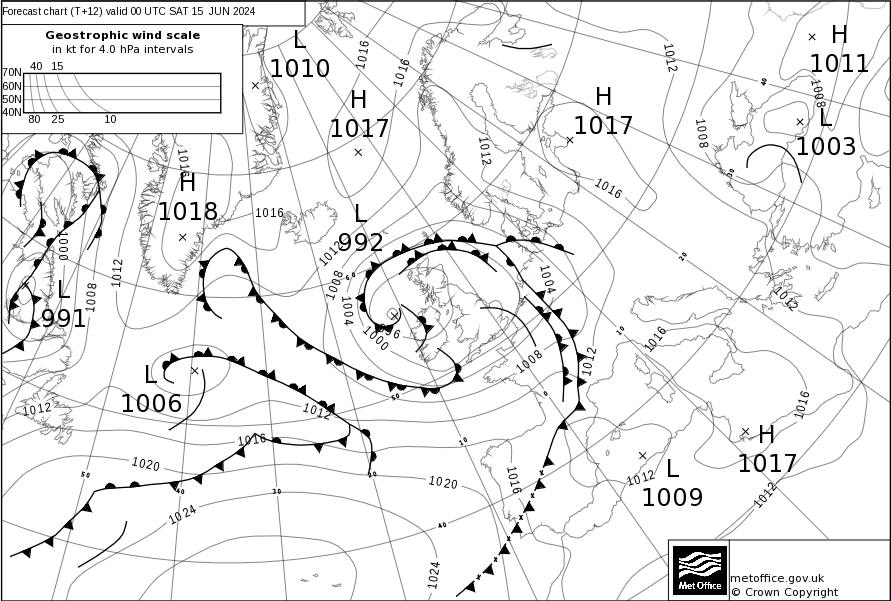 Forecast chart (T+12) valid 00 UTC SAT 15 JUN 2024
Geostrophic wind scale
in kt for 4.0 hPa intervals
40 15
70N
60N
50N
40N
80 25 10
L
1010
H
1017
H
1017
H
1011
L
1003
H
1018
L
992
L
991
L
1006
H
1017
L
1009
1016
1016
1012
1008
1008
1012
1016
1016
1016
1012
1000
1012
1008
1008
1004
1000
996
1004
1008
1012
1012
1016
1016
1012
1012
1016
1020
1024
1020
1016
1012
1012
1024
60
50
50
40
30
20
10
40
0
10
20
30
40
Met Office
metoffice.gov.uk
© Crown Copyright